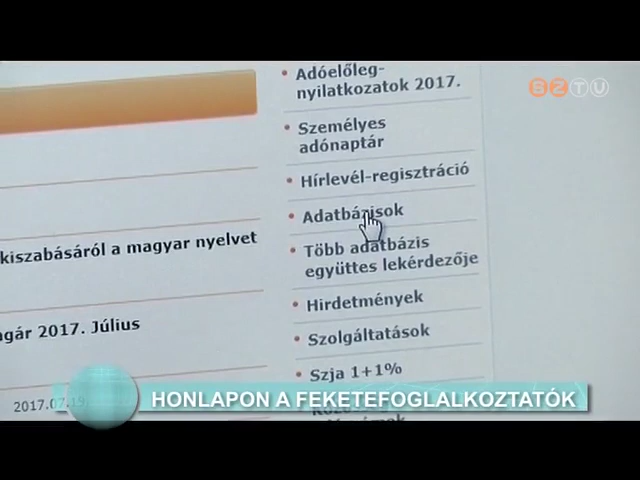 Adóelőleg-
nyilatkozatok 2017.
SZTV
Személyes
adónaptár
Hírlevél-regisztráció
Adatbázisok
kiszabásáról a magyar nyelvet
Több adatbázis
együttes lekérdezője
Hirdetmények
2017. Július
Szolgáltatások
Szja 1+1%
HONLAPON A FEKETEFOGLALKOZTATÓK